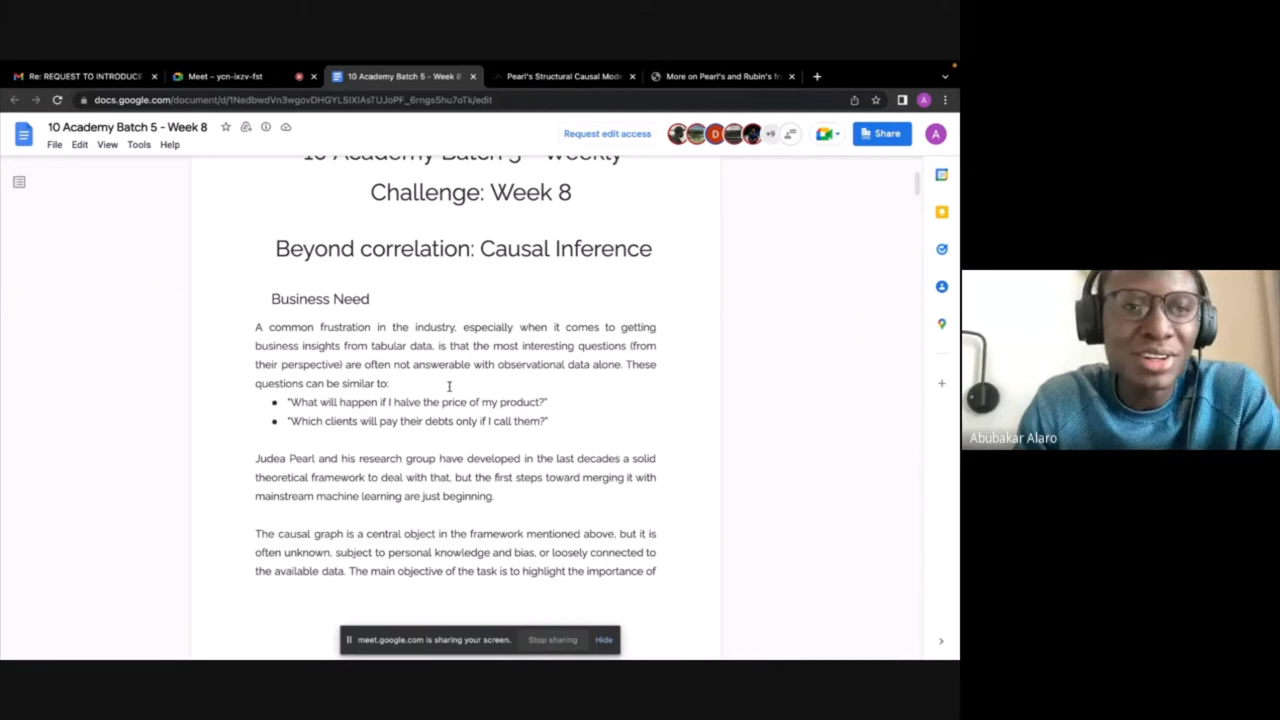 Re: REQUEST TO INTRODUCE
Meet – ycn-ixzv-fst
10 Academy Batch 5 - Week 8
Pearl's Structural Causal Mode
More on Pearl's and Rubin's fr
docs.google.com/document/d/1NedbwdVn3wgovDHGYLSIXIAsTUJoPF_6rngs5hu7oTk/edit
10 Academy Batch 5 - Week 8
Request edit access
D
+9
Share
A
File Edit View Tools Help
10 Academy Batch 5 - Weekly
Challenge: Week 8
Beyond correlation: Causal Inference
Business Need
A common frustration in the industry, especially when it comes to getting
business insights from tabular data, is that the most interesting questions (from
their perspective) are often not answerable with observational data alone. These
questions can be similar to:
● "What will happen if I halve the price of my product?"
● "Which clients will pay their debts only if I call them?"
Judea Pearl and his research group have developed in the last decades a solid
theoretical framework to deal with that, but the first steps toward merging it with
mainstream machine learning are just beginning.
The causal graph is a central object in the framework mentioned above, but it is
often unknown, subject to personal knowledge and bias, or loosely connected to
the available data. The main objective of the task is to highlight the importance of
meet.google.com is sharing your screen.
Stop sharing
Hide
Abubakar Alaro